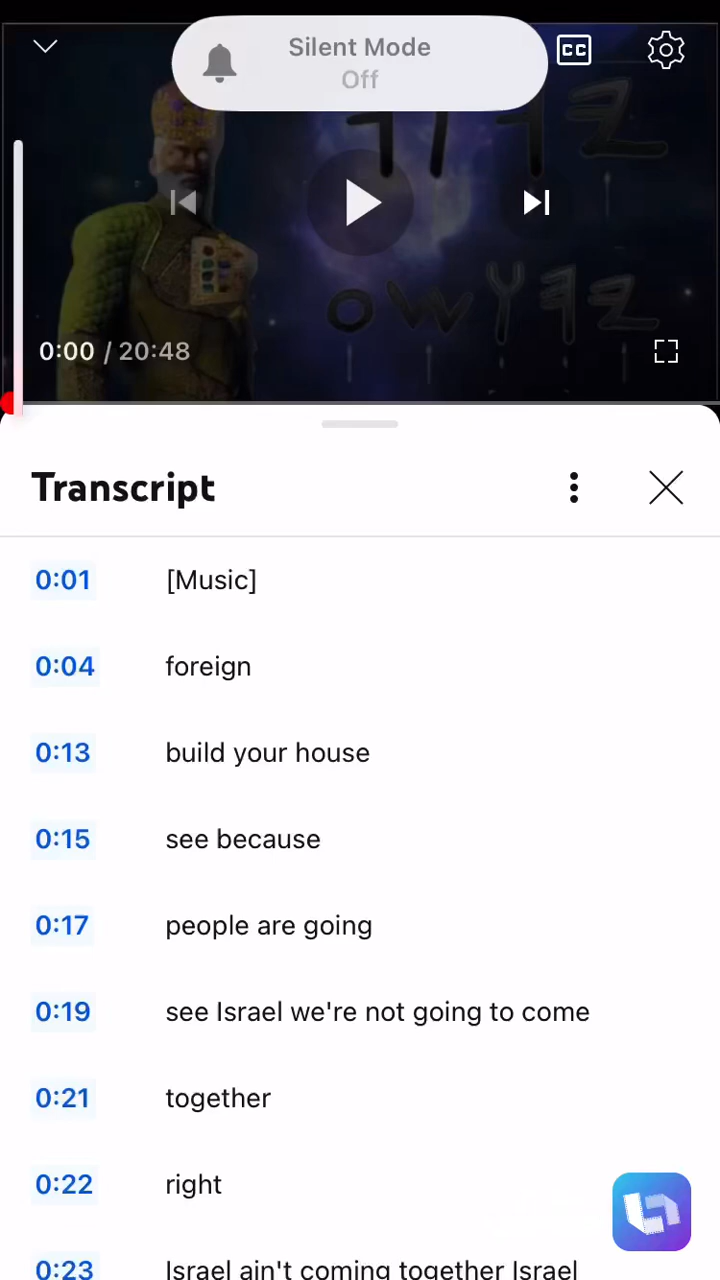 Silent Mode
Off
CC
0:00 / 20:48
Transcript
0:01 [Music]
0:04 foreign
0:13 build your house
0:15 see because
0:17 people are going
0:19 see Israel we're not going to come
0:21 together
0:22 right
0:23 Israel ain't coming together Israel